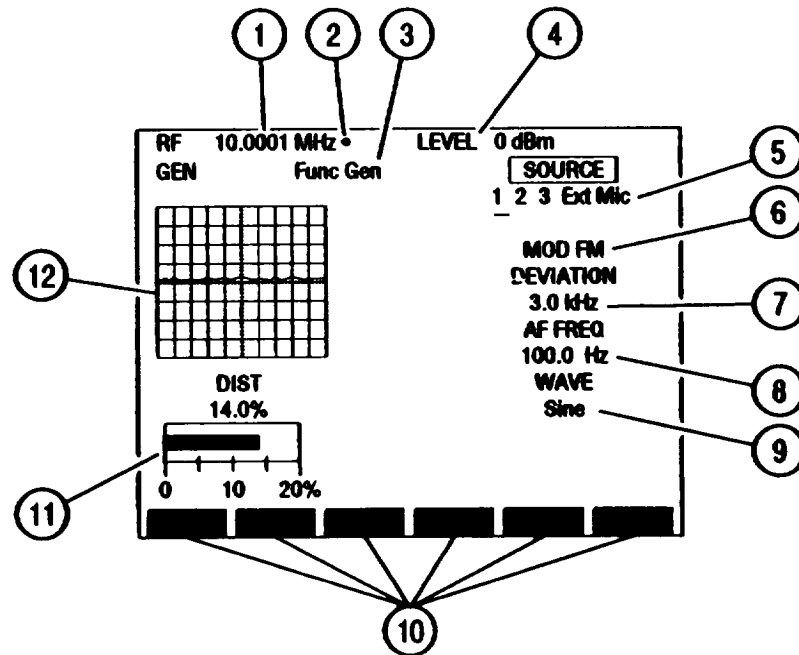 1 2 3 4
RF 10.0001 MHz • LEVEL 0 dBm
GEN Func Gen SOURCE
1 2 3 Ext Mic
5
6
MOD FM
DEVIATION
3.0 kHz
7
AF FREQ
100.0 Hz
8
WAVE
Sine
9
12
DIST
14.0%
0 10 20%
11
10